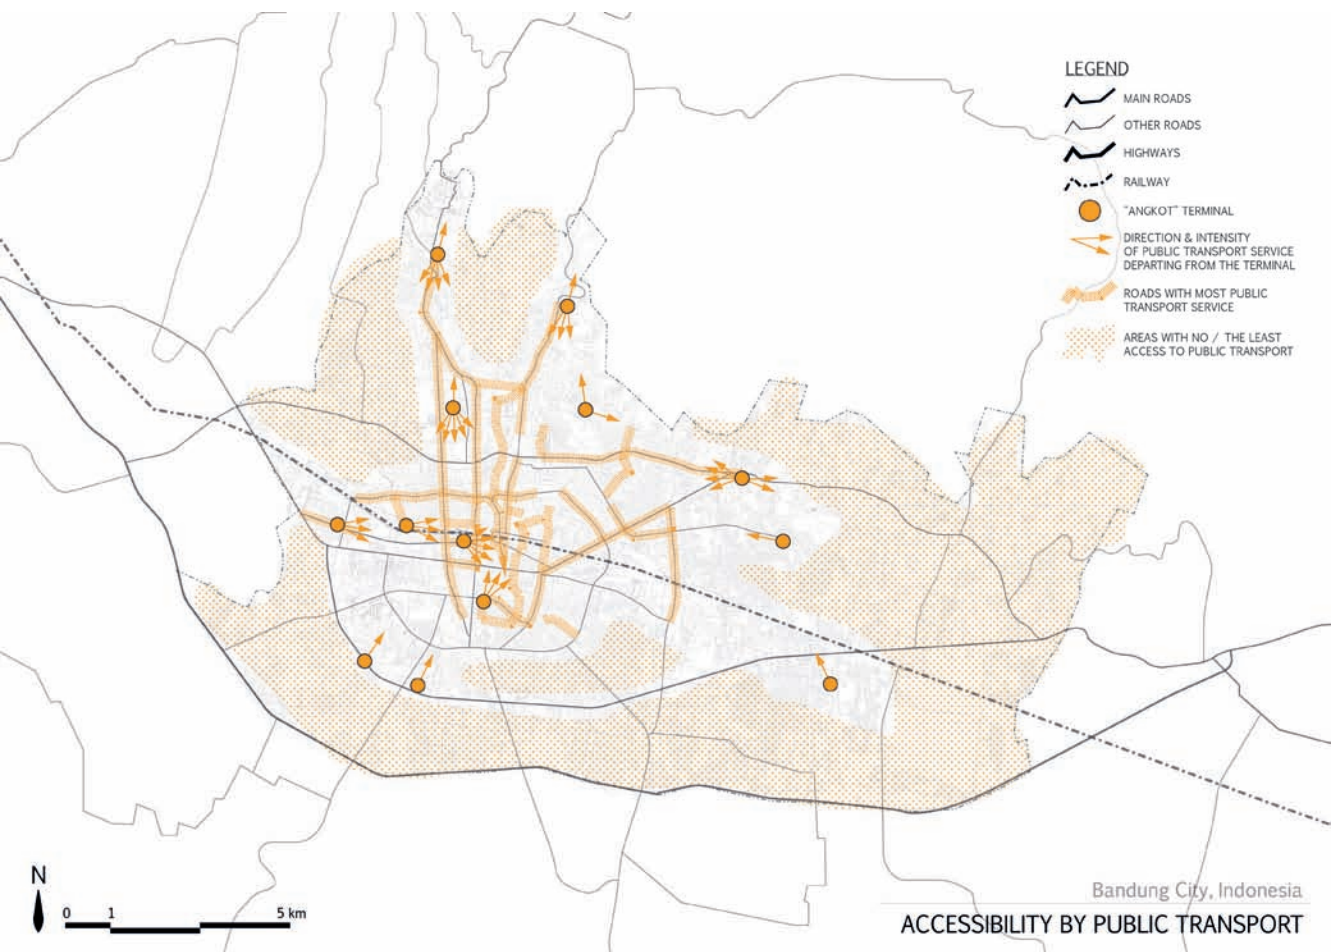 LEGEND
MAIN ROADS
OTHER ROADS
HIGHWAYS
RAILWAY
"ANGKOT" TERMINAL
DIRECTION & INTENSITY
OF PUBLIC TRANSPORT SERVICE
DEPARTING FROM THE TERMINAL
ROADS WITH MOST PUBLIC
TRANSPORT SERVICE
AREAS WITH NO / THE LEAST
ACCESS TO PUBLIC TRANSPORT
N
0 1 5 km
Bandung City, Indonesia
ACCESSIBILITY BY PUBLIC TRANSPORT